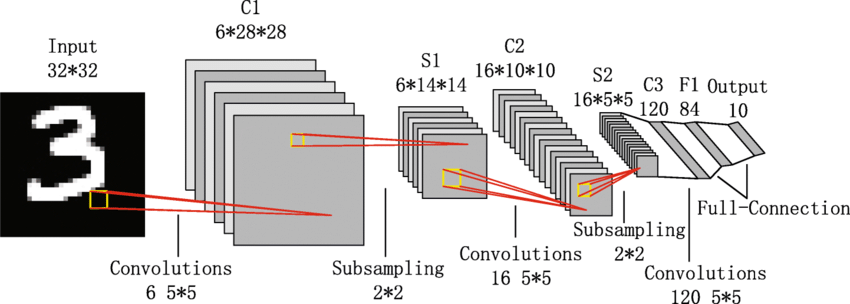 Input
32*32
C1
6*28*28
S1
6*14*14
C2
16*10*10
S2
16*5*5
C3
120
F1
84
Output
10
3
Convolutions
6 5*5
Subsampling
2*2
Convolutions
16 5*5
Subsampling
2*2
Convolutions
120 5*5
Full-Connection